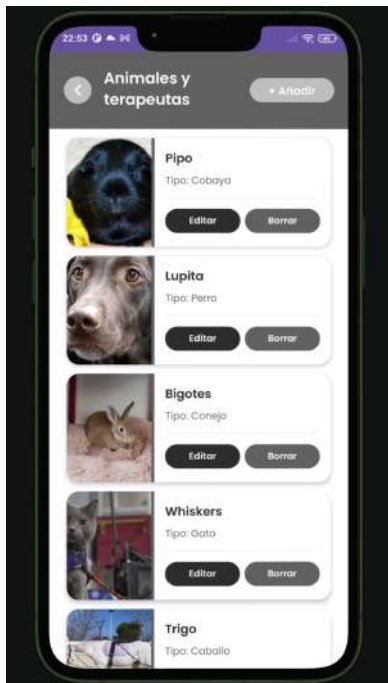 22:53
Animales y
terapeutas
+ Añadir
Pipo
Tipo: Cobaya
Editar Borrar
Lupita
Tipo: Perro
Editar Borrar
Bigotes
Tipo: Conejo
Editar Borrar
Whiskers
Tipo: Gato
Editar Borrar
Trigo
Tipo: Caballo